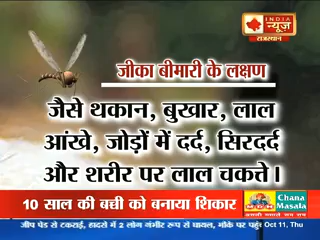 INDIA
न्यूज़
राजस्थान
जीका बीमारी के लक्षण
जैसे थकान, बुखार, लाल
आंखे, जोड़ों में दर्द, सिरदर्द
और शरीर पर लाल चकत्ते।
10 साल की बच्ची को बनाया शिकार
Chana
Masala
जीप पेड से टकराई, हादसे में 2 लोग गंभीर रूप से घायल, मौके पर पहुंर Oct 11, Thu